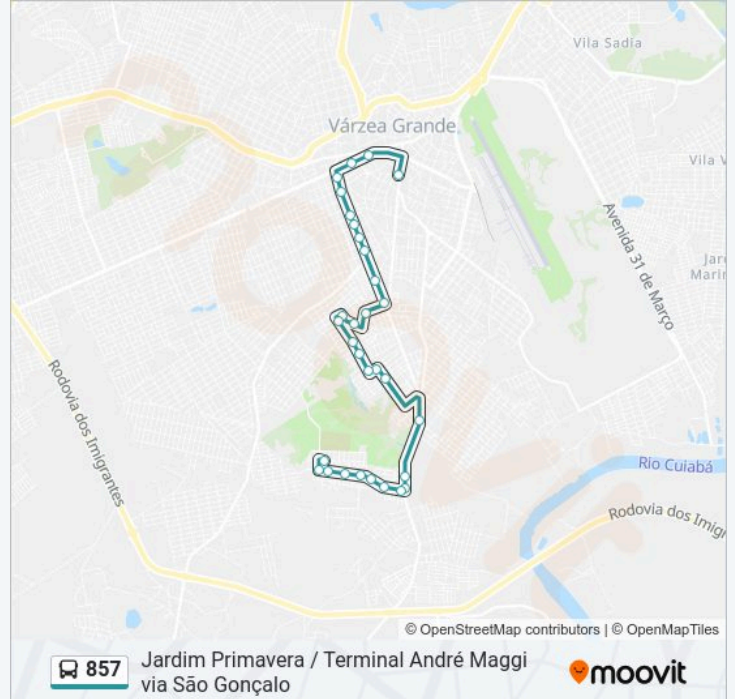 Vila Sadia
Várzea Grande
Vila V
Avenida 31 de Março
Jar
Marin
Rodovia dos Imigrantes
Rio Cuiabá
Rodovia dos Imigr
© OpenStreetMap contributors | © OpenMapTiles
857
Jardim Primavera / Terminal André Maggi
via São Gonçalo
moovit